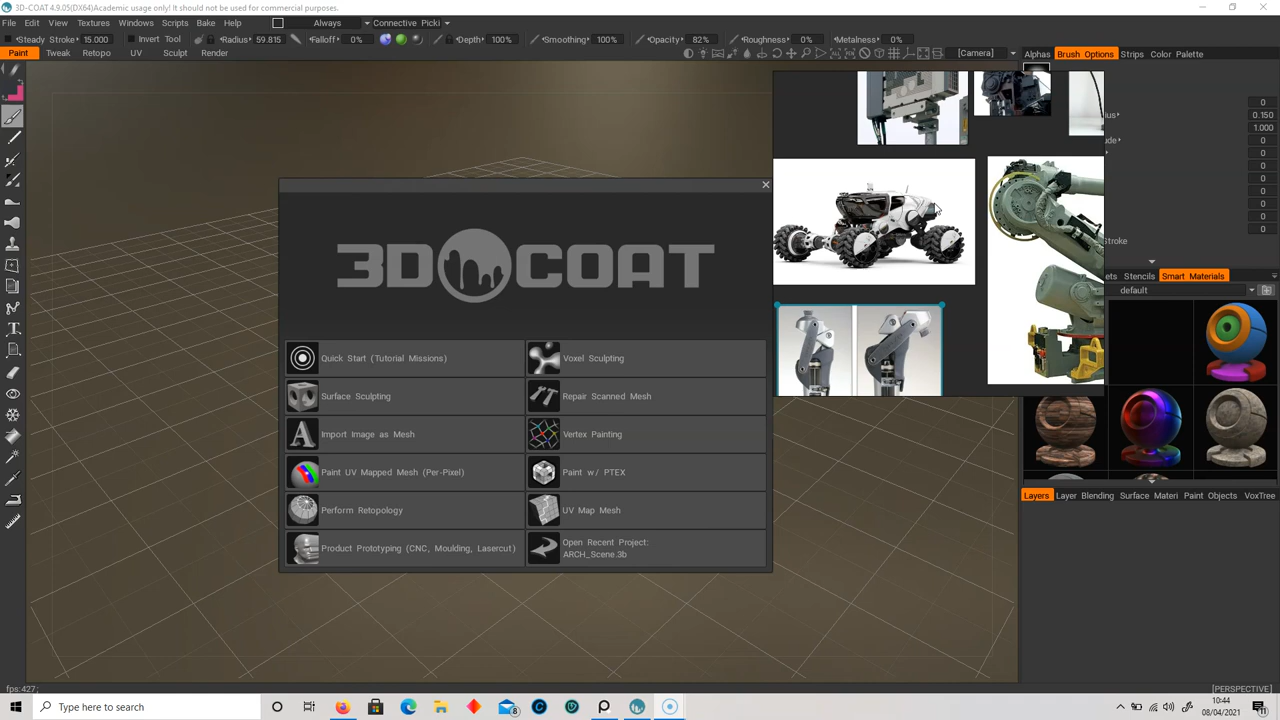 3D-COAT 4.9.05(DX64)Academic usage only! It should not be used for commercial purposes.
File Edit View Textures Windows Scripts Bake Help Always Connective Picki
Steady Stroke 15.000 Invert Tool Radius 59.815 Falloff 0% Depth 100% Smoothing 100% Opacity 82% Roughness 0% Metalness 0%
Paint Tweak Retopo UV Sculpt Render [Camera] Alphas Brush Options Strips Color Palette
0
0.150
1.000
0
0
0
0
0
0
0
0
Stencils Smart Materials
default
3D COAT
Quick Start (Tutorial Missions)
Voxel Sculpting
Surface Sculpting
Repair Scanned Mesh
Import Image as Mesh
Vertex Painting
Paint UV Mapped Mesh (Per-Pixel)
Paint w/ PTEX
Perform Retopology
UV Map Mesh
Product Prototyping (CNC, Moulding, Lasercut)
Open Recent Project:
ARCH_Scene.3b
Layers Layer Blending Surface Materi Paint Objects VoxTree
fps:427;
[PERSPECTIVE]
Type here to search
8
10:44
08/04/2021
11